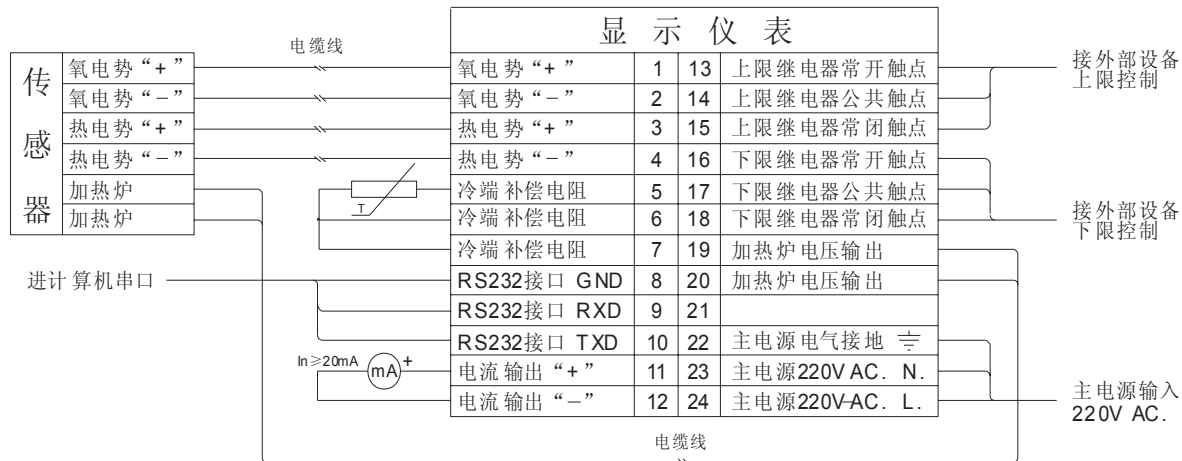 显示仪表
电缆线
传感器
氧电势“+”
氧电势“−”
热电势“+”
热电势“−”
加热炉
加热炉
氧电势“+” 1 13 上限继电器常开触点
氧电势“−” 2 14 上限继电器公共触点
热电势“+” 3 15 上限继电器常闭触点
热电势“−” 4 16 下限继电器常开触点
冷端补偿电阻 5 17 下限继电器公共触点
冷端补偿电阻 6 18 下限继电器常闭触点
冷端补偿电阻 7 19 加热炉电压输出
RS232接口 GND 8 20 加热炉电压输出
RS232接口 RXD 9 21
RS232接口 TXD 10 22 主电源电气接地
电流输出“+” 11 23 主电源220V AC. N.
电流输出“−” 12 24 主电源220V AC. L.
T
进计算机串口
In≥20mA
mA
+
接外部设备
上限控制
接外部设备
下限控制
主电源输入
220V AC.
电缆线